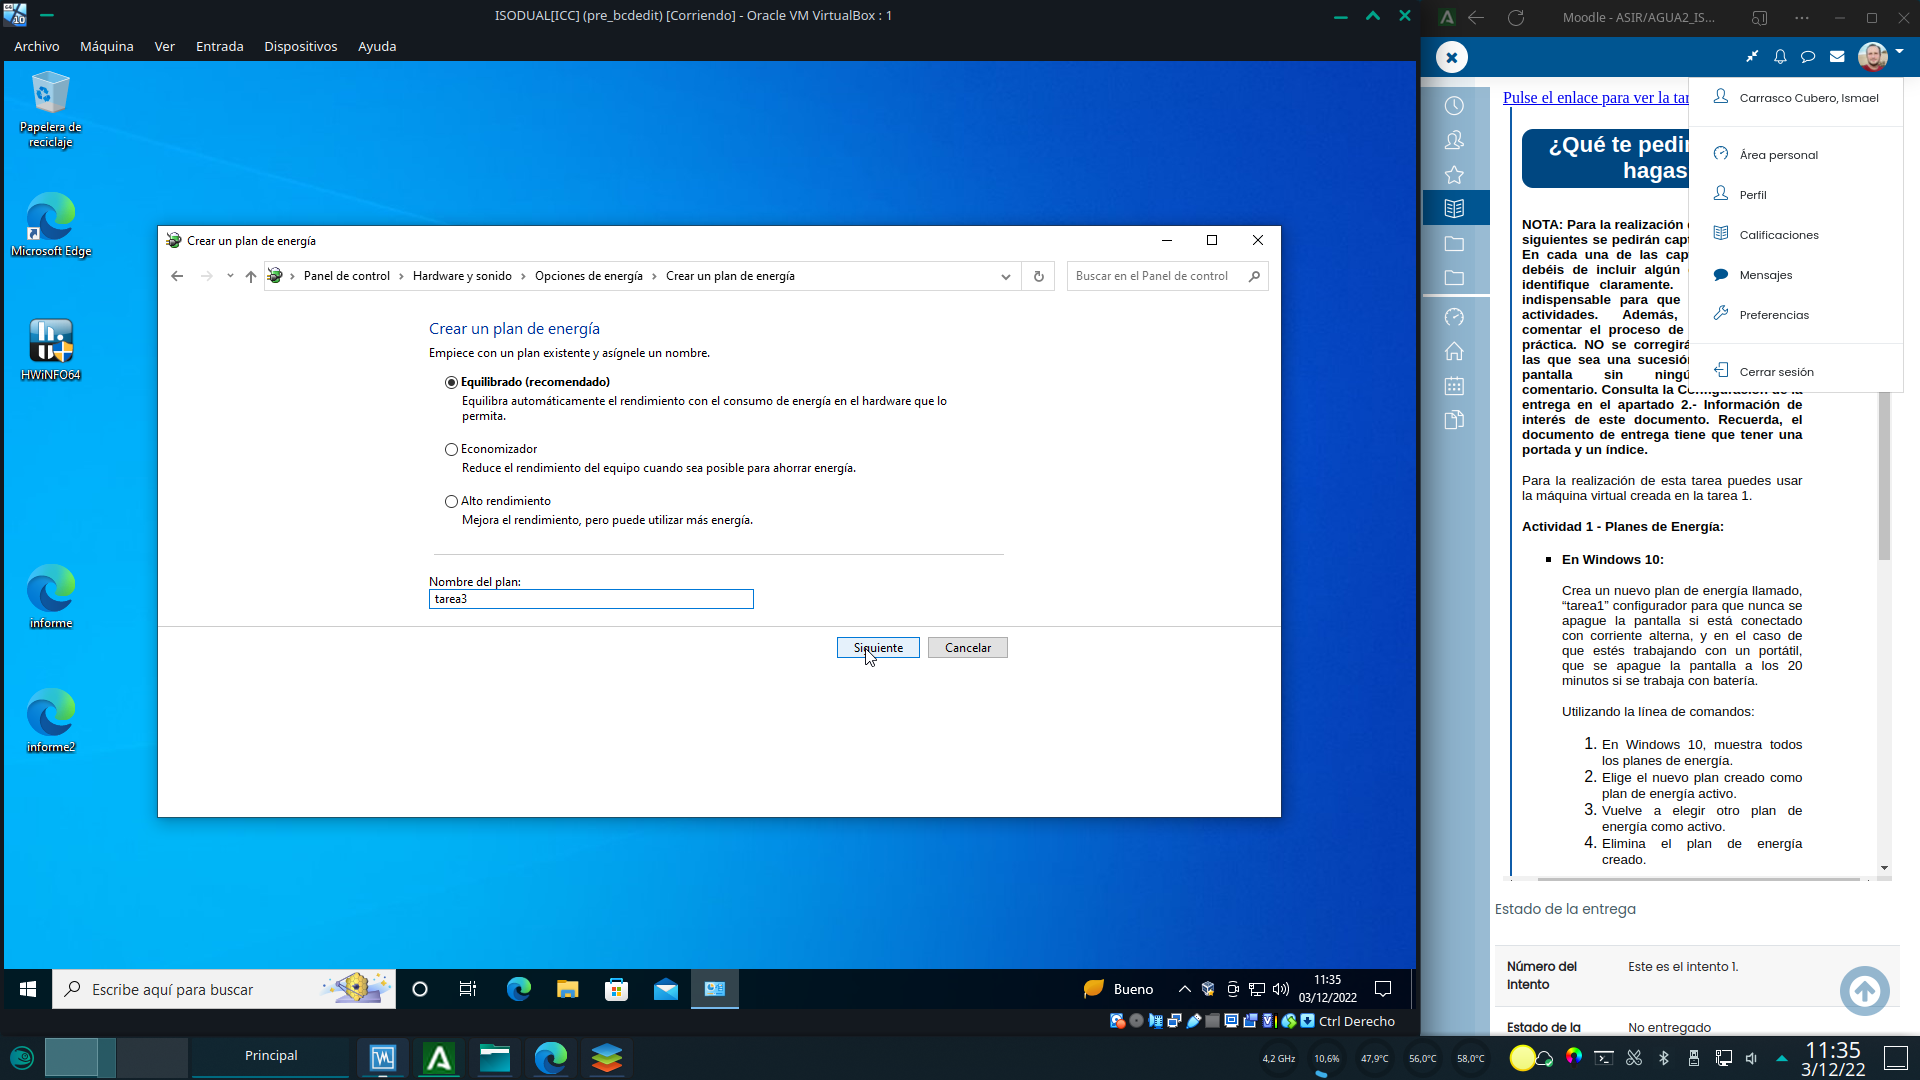 ISODUAL[ICC] (pre_bcdedit) [Corriendo] - Oracle VM VirtualBox : 1
Archivo Máquina Ver Entrada Dispositivos Ayuda
Papelera de
reciclaje
Microsoft Edge
HWiNFO64
informe
informe2
Crear un plan de energía
Panel de control > Hardware y sonido > Opciones de energía > Crear un plan de energía
Buscar en el Panel de control
Crear un plan de energía
Empiece con un plan existente y asígnele un nombre.
Equilibrado (recomendado)
Equilibra automáticamente el rendimiento con el consumo de energía en el hardware que lo
permita.
Economizador
Reduce el rendimiento del equipo cuando sea posible para ahorrar energía.
Alto rendimiento
Mejora el rendimiento, pero puede utilizar más energía.
Nombre del plan:
tarea3
Siguiente
Cancelar
Escribe aquí para buscar
Bueno
11:35
03/12/2022
Ctrl Derecho
Moodle - ASIR/AGUA2_IS...
Pulse el enlace para ver la tar
¿Qué te pedir
hagas
NOTA: Para la realización
siguientes se pedirán capt
En cada una de las cap
debéis de incluir algún
identifique claramente.
indispensable para que
actividades. Además,
comentar el proceso de
práctica. NO se corregirá
las que sea una sucesión
pantalla sin ningú
comentario. Consulta la Configuración de la
entrega en el apartado 2.- Información de
interés de este documento. Recuerda, el
documento de entrega tiene que tener una
portada y un índice.
Carrasco Cubero, Ismael
Área personal
Perfil
Calificaciones
Mensajes
Preferencias
Cerrar sesión
Para la realización de esta tarea puedes usar
la máquina virtual creada en la tarea 1.
Actividad 1 - Planes de Energía:
En Windows 10:
Crea un nuevo plan de energía llamado,
“tarea1” configurador para que nunca se
apague la pantalla si está conectado
con corriente alterna, y en el caso de
que estés trabajando con un portátil,
que se apague la pantalla a los 20
minutos si se trabaja con batería.
Utilizando la línea de comandos:
1. En Windows 10, muestra todos
los planes de energía.
2. Elige el nuevo plan creado como
plan de energía activo.
3. Vuelve a elegir otro plan de
energía como activo.
4. Elimina el plan de energía
creado.
Estado de la entrega
Número del
Intento
Este es el intento 1.
Estado de la
No entregado
Principal
4,2 GHz
10,6%
47,9°C
56,0°C
58,0°C
11:35
3/12/22